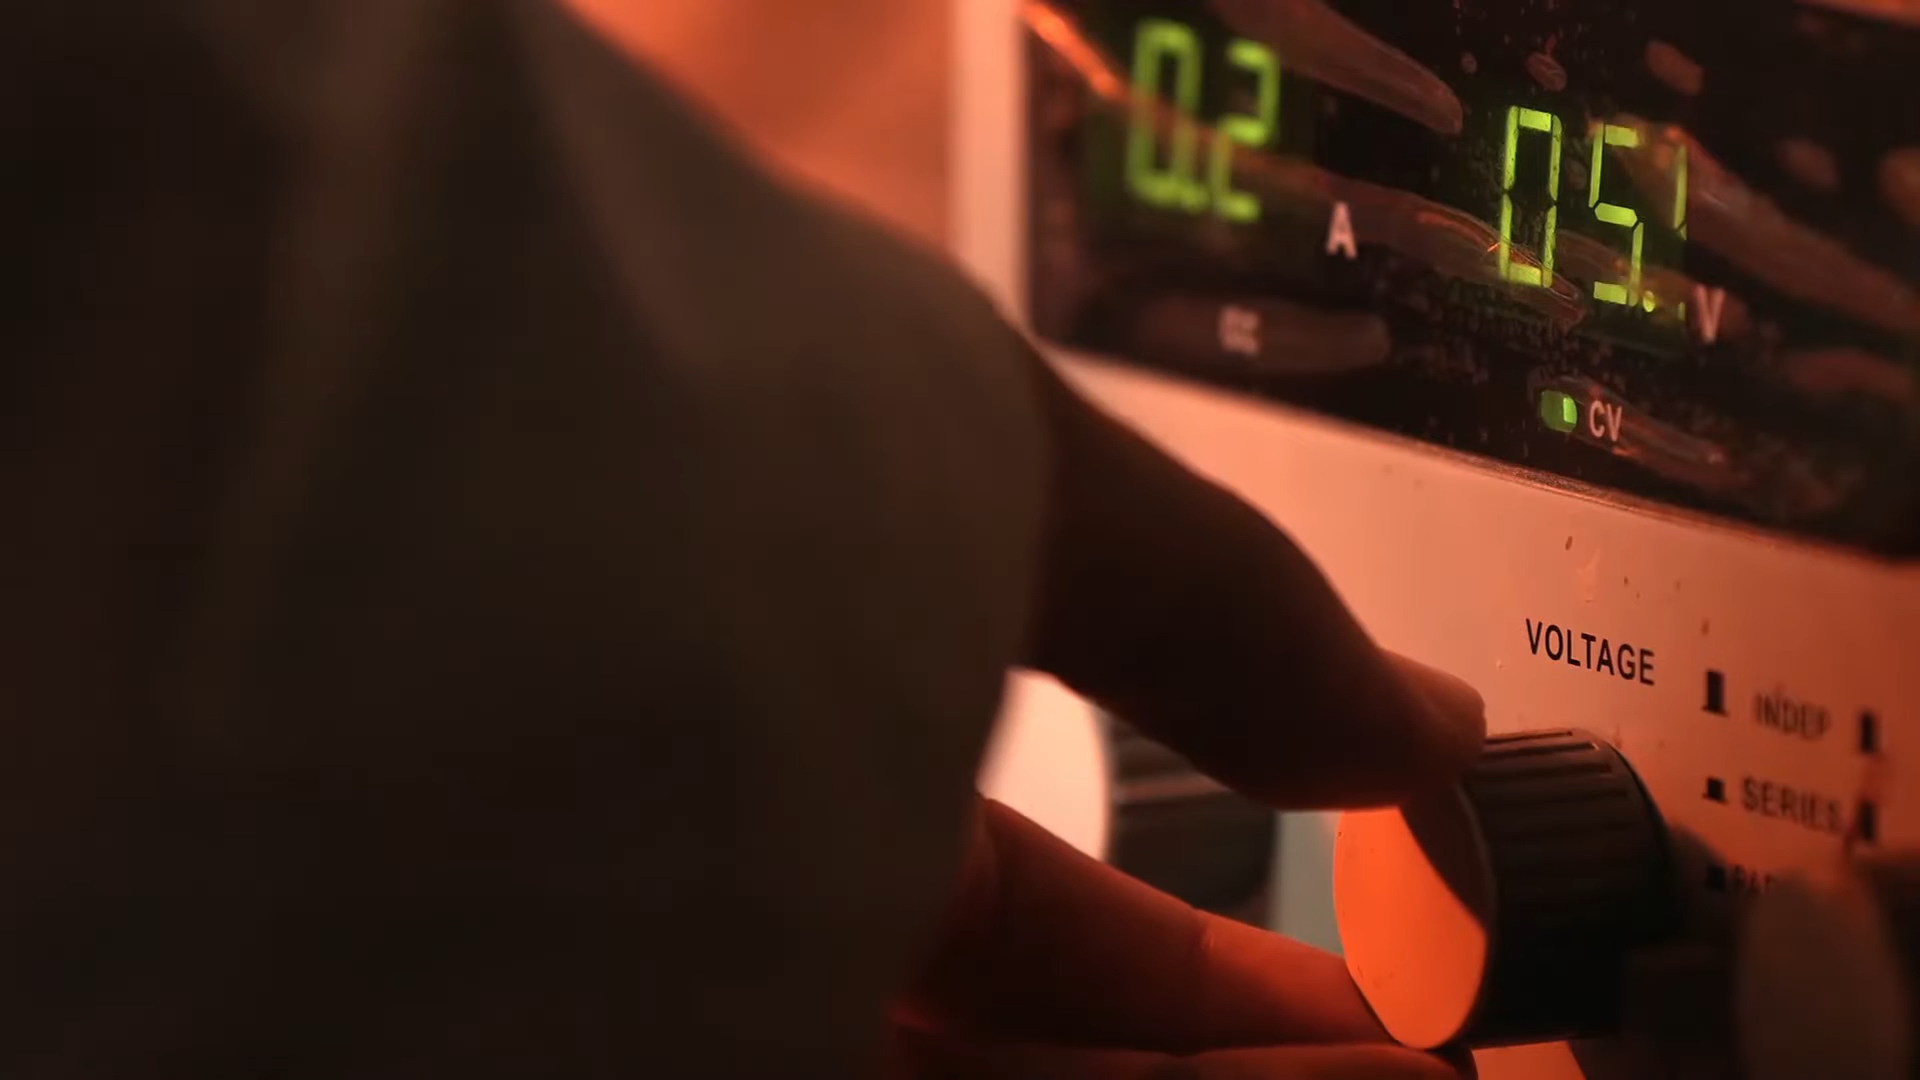 0.2 A
05.1 V
CV
VOLTAGE
INDEP
SERIES